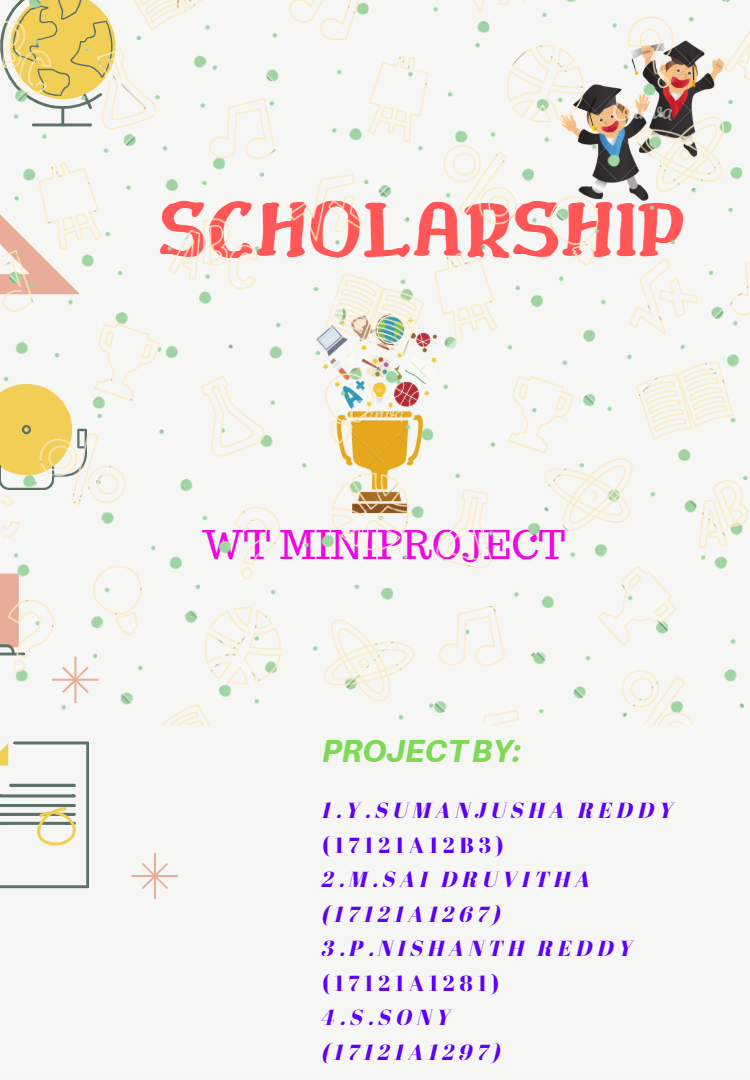 SCHOLARSHIP
WT MINIPROJECT
PROJECT BY:
1.Y.SUMANJUSHA REDDY
(17121A12B3)
2.M.SAI DRUVITHA
(17121A1267)
3.P.NISHANTH REDDY
(17121A1281)
4.S.SONY
(17121A1297)